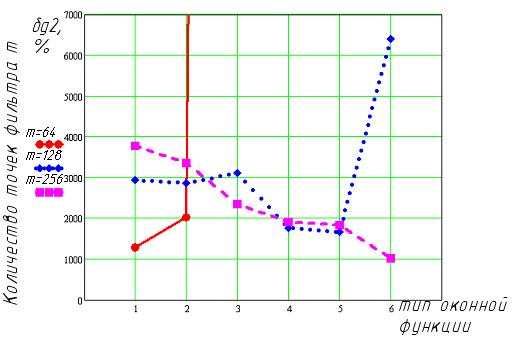 δg2,
%
Количество точек фильтра m
m=64
m=128
m=256
7000
6000
5000
4000
3000
2000
1000
0
1 2 3 4 5 6
тип оконной
функции